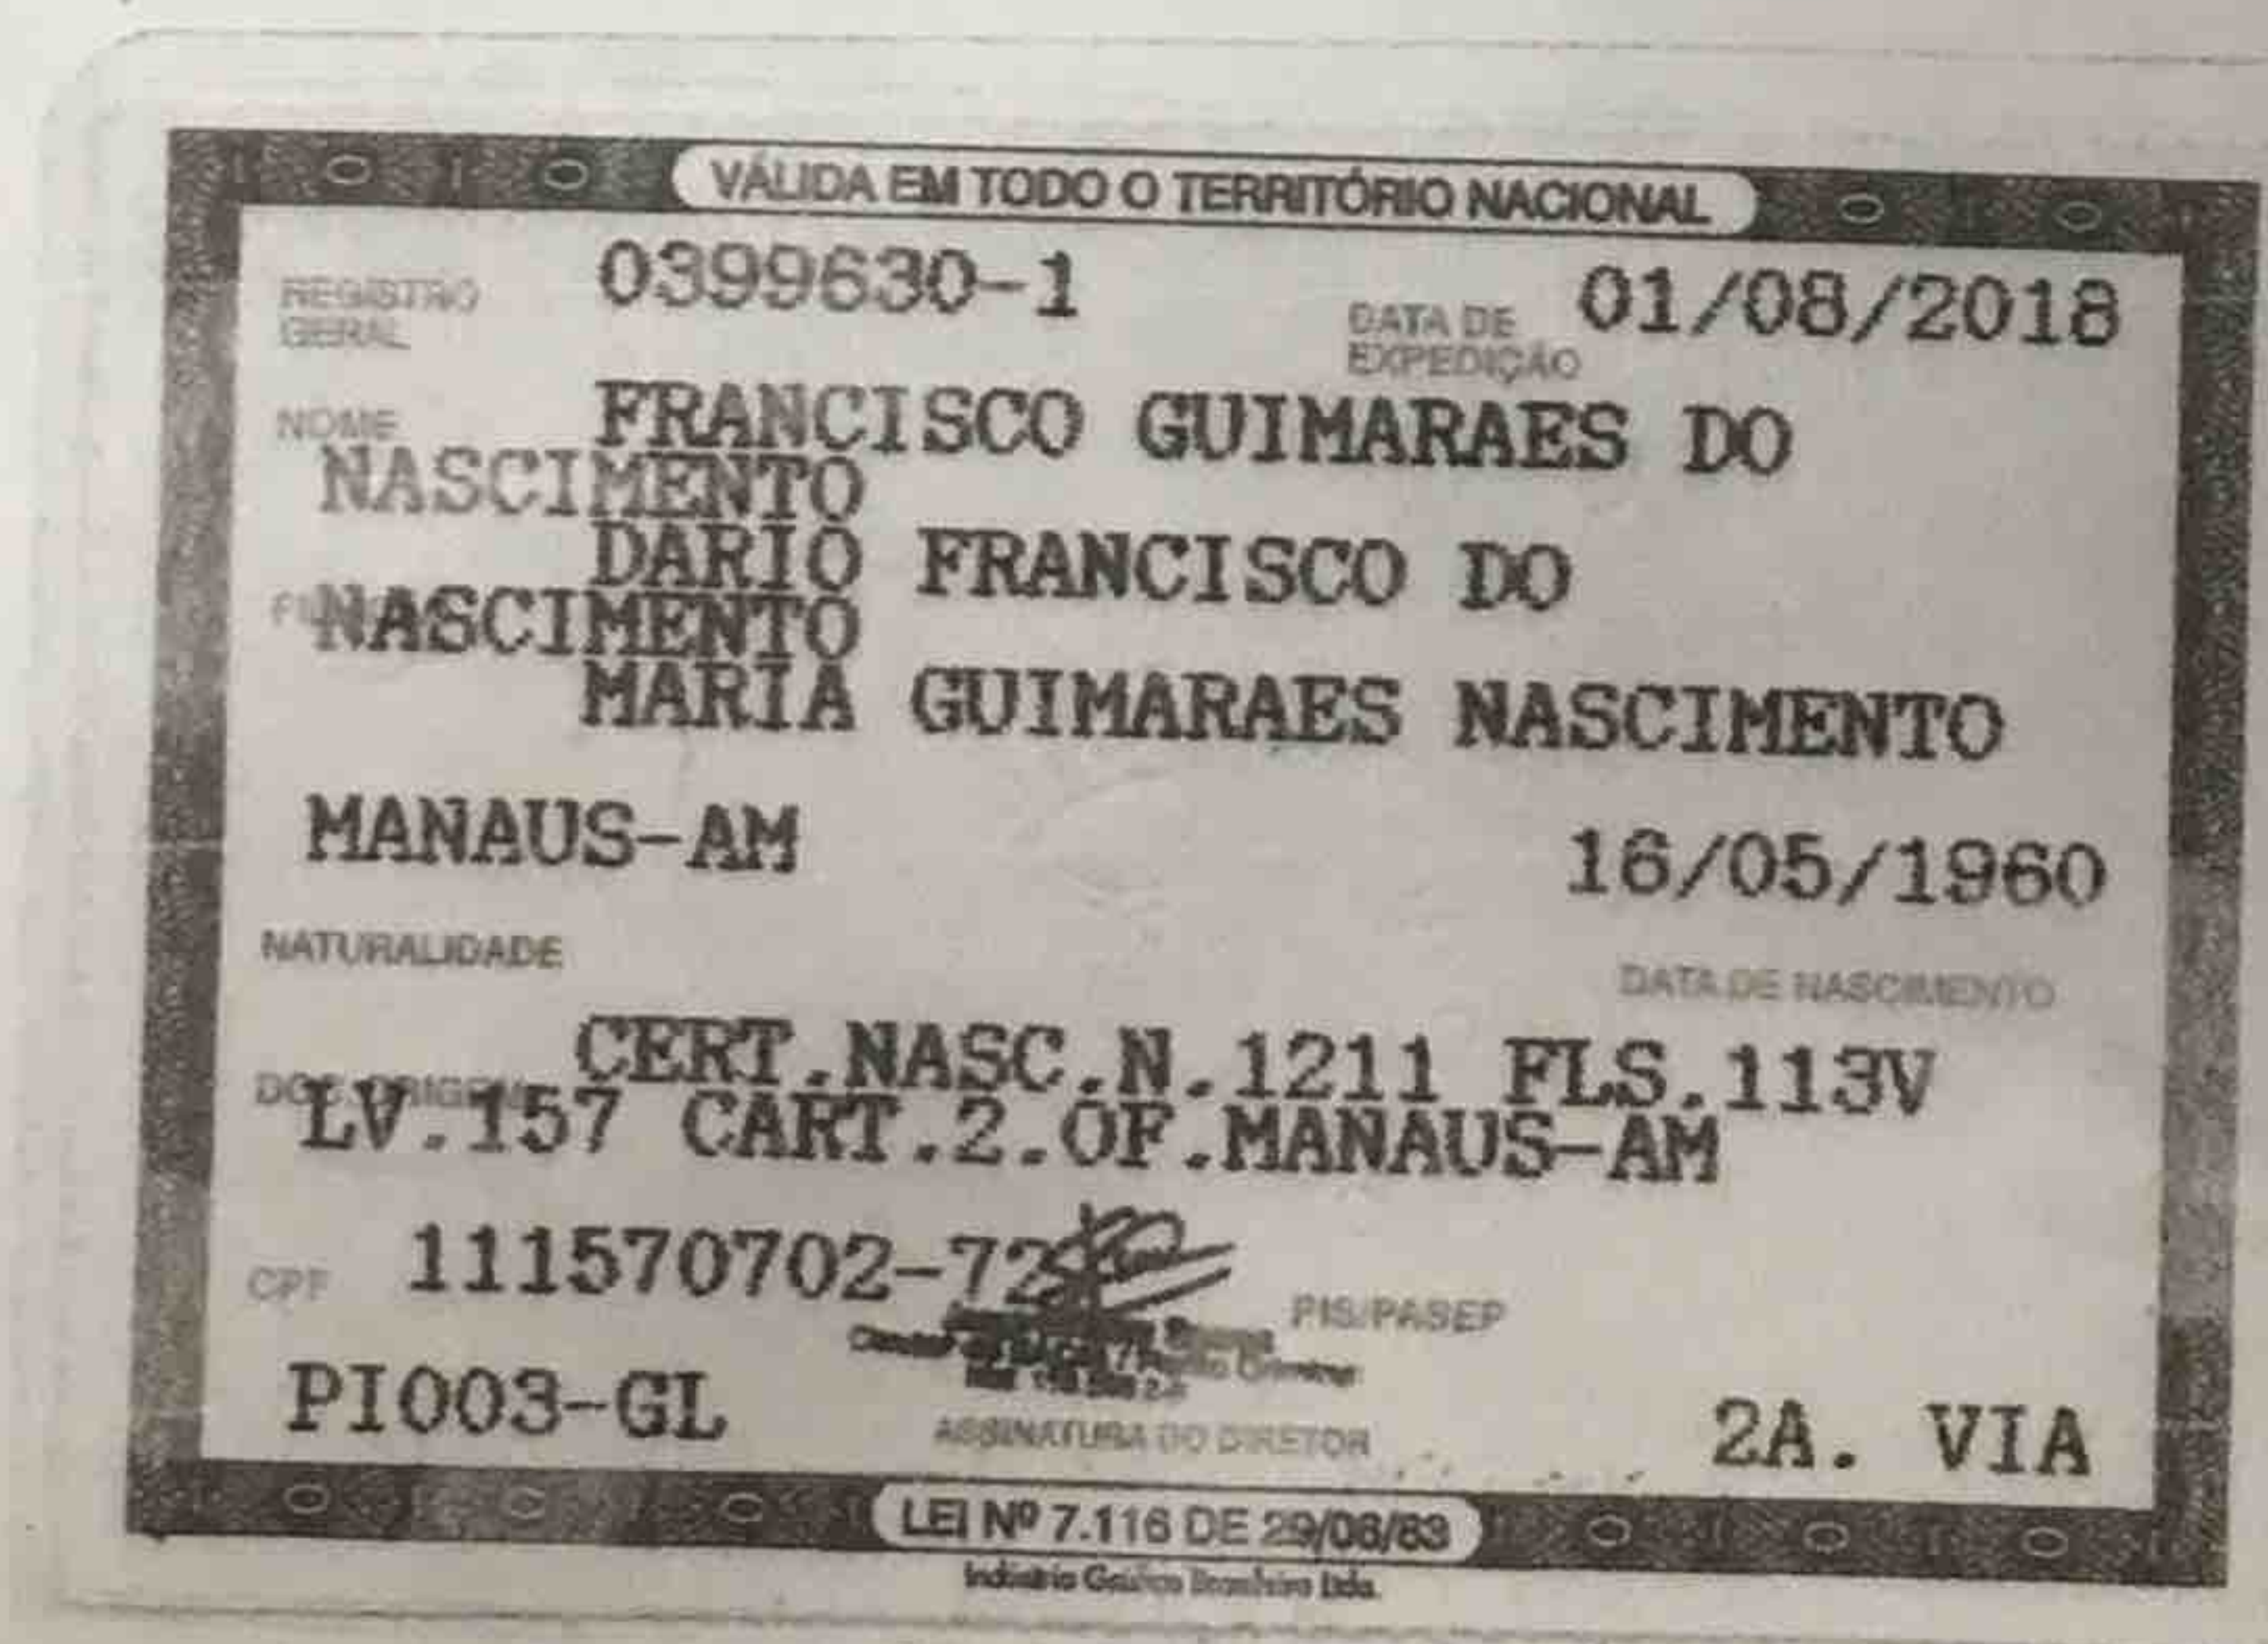 VÁLIDA EM TODO O TERRITÓRIO NACIONAL
REGISTRO GERAL 0399630-1 DATA DE EXPEDIÇÃO 01/08/2018
NOME FRANCISCO GUIMARAES DO
NASCIMENTO
DARIO FRANCISCO DO
NASCIMENTO
MARIA GUIMARAES NASCIMENTO
MANAUS-AM 16/05/1960
NATURALIDADE DATA DE NASCIMENTO
CERT.NASC.N.1211 FLS.113V
DOC. ORIGEM LV.157 CART.2.OF.MANAUS-AM
CPF 111570702-72 PIS/PASEP
PI003-GL
ASSINATURA DO DIRETOR
2A. VIA
LEI Nº 7.116 DE 29/08/83
Indústria Gráfica Brasileira Ltda.